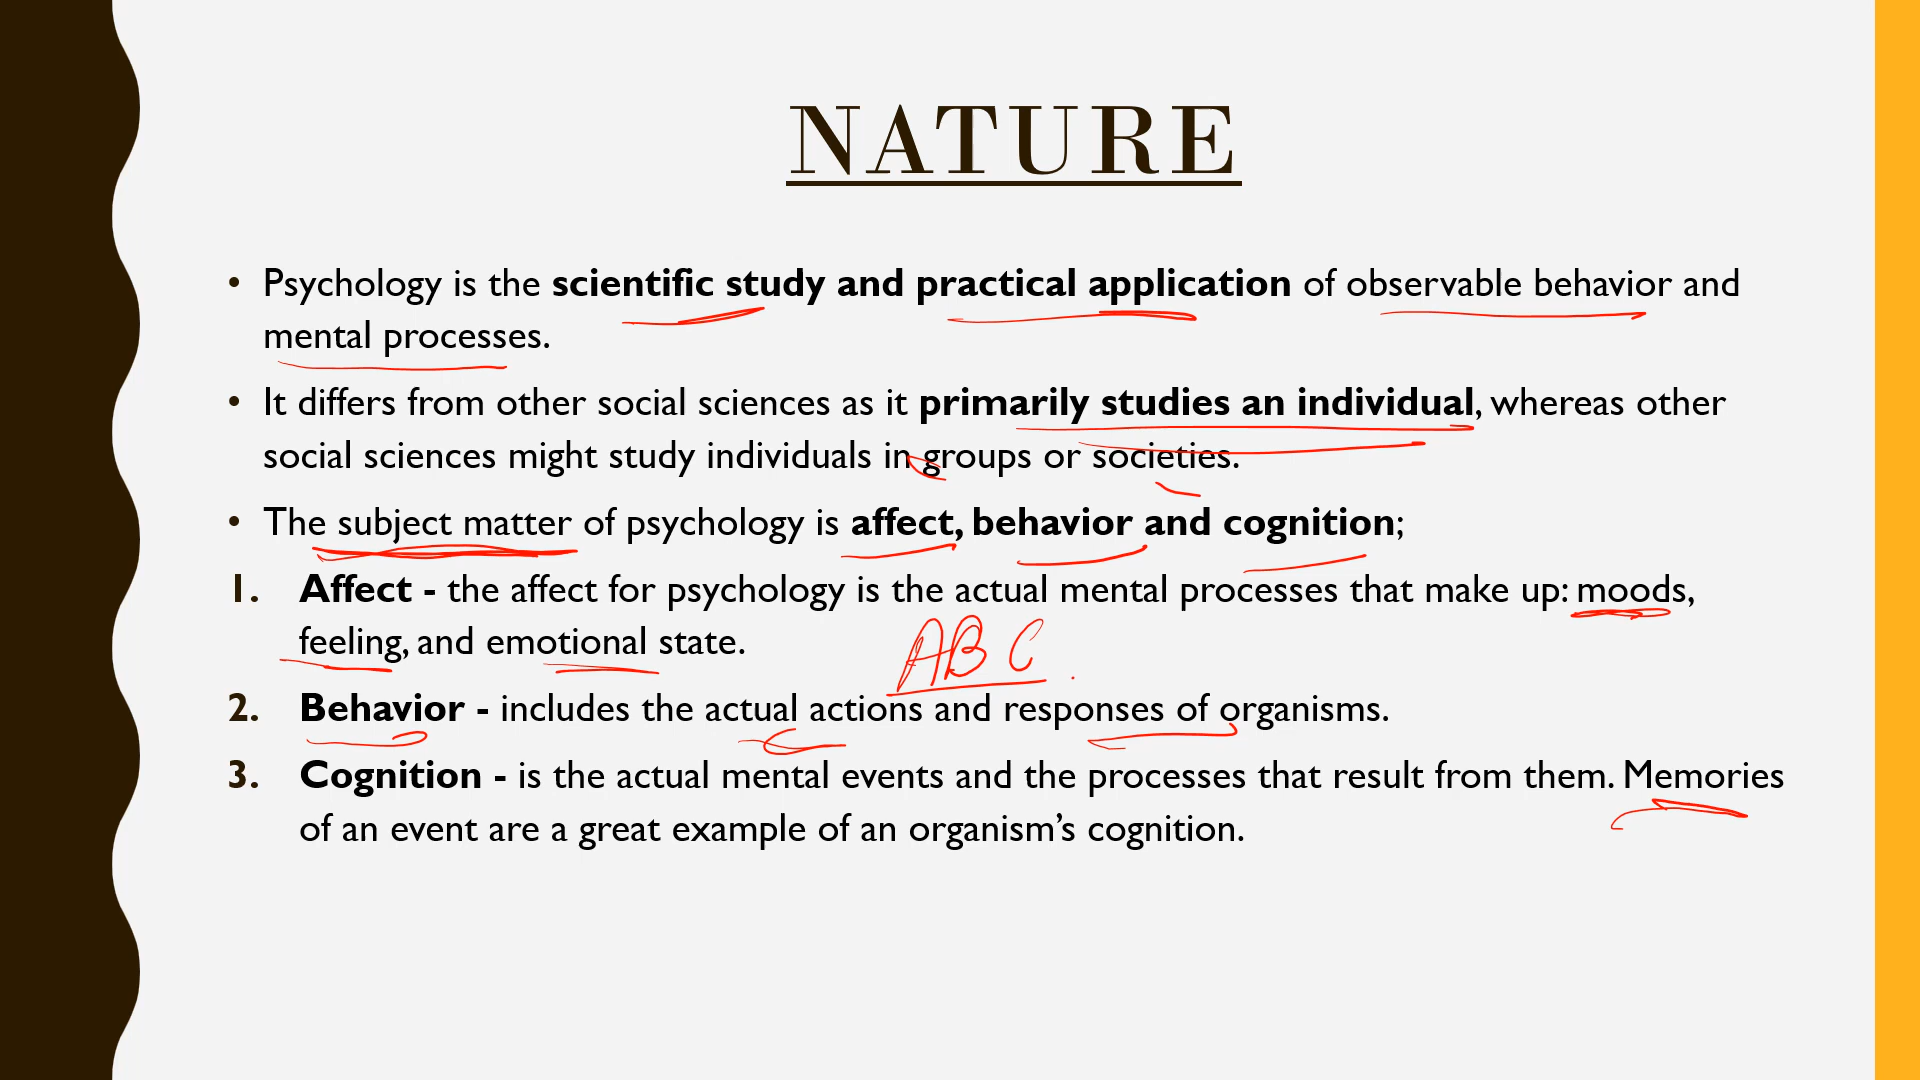 NATURE
• Psychology is the scientific study and practical application of observable behavior and
mental processes.
• It differs from other social sciences as it primarily studies an individual, whereas other
social sciences might study individuals in groups or societies.
• The subject matter of psychology is affect, behavior and cognition;
1. Affect - the affect for psychology is the actual mental processes that make up: moods,
feeling, and emotional state.
ABC
2. Behavior - includes the actual actions and responses of organisms.
3. Cognition - is the actual mental events and the processes that result from them. Memories
of an event are a great example of an organism’s cognition.